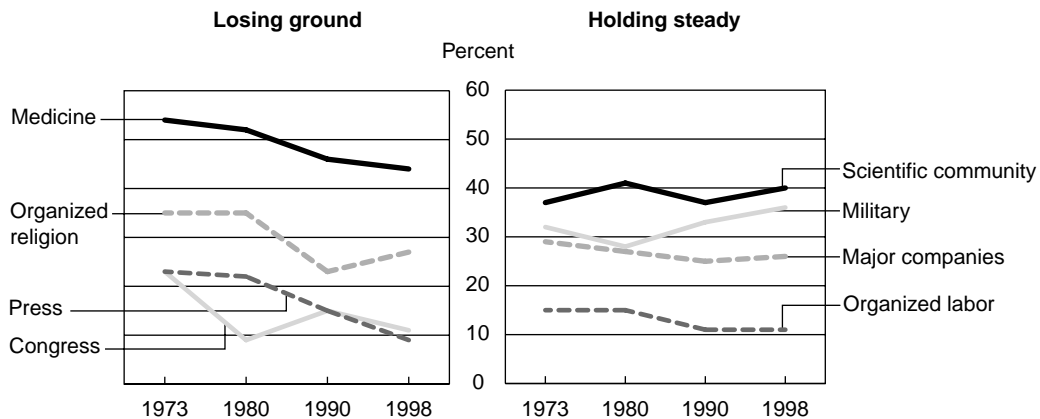 Losing ground
Holding steady
Percent
Medicine
Organized
religion
Press
Congress
1973 1980 1990 1998
60
50
40
30
20
10
0
Scientific community
Military
Major companies
Organized labor
1973 1980 1990 1998